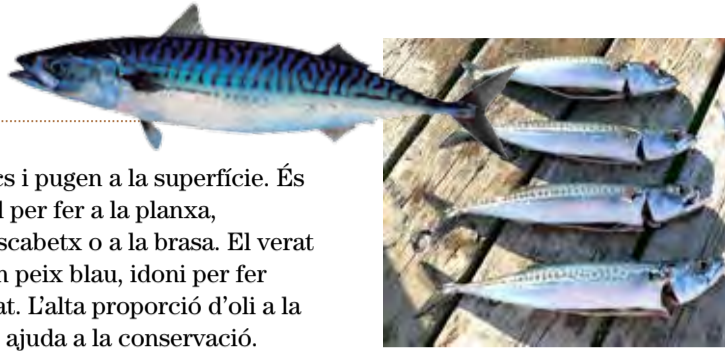 cs i pugen a la superfície. És
l per fer a la planxa,
scabetx o a la brasa. El verat
n peix blau, idoni per fer
at. L’alta proporció d’oli a la
ajuda a la conservació.